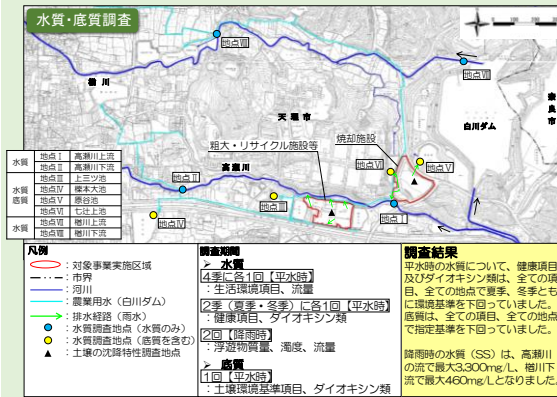 水質・底質調査
地点Ⅷ
地点Ⅶ
楢川
天理市
奈良市
白川ダム
焼却施設
粗大・リサイクル施設等
高瀬川
地点Ⅱ
地点Ⅵ
地点Ⅴ
地点Ⅲ
地点Ⅳ
地点Ⅰ
水質 地点Ⅰ 高瀬川上流
地点Ⅱ 高瀬川下流
水質 底質 地点Ⅲ 上三ツ池
地点Ⅳ 櫟本大池
地点Ⅴ 原谷池
地点Ⅵ 七辻上池
水質 地点Ⅶ 楢川上流
地点Ⅷ 楢川下流
凡例
：対象事業実施区域
：市界
：河川
：農業用水（白川ダム）
：排水経路（雨水）
：水質調査地点（水質のみ）
：水質調査地点（底質を含む）
：土壌の沈降特性調査地点
調査期間
➢ 水質
4季に各1回【平水時】
：生活環境項目、流量
2季（夏季・冬季）に各1回【平水時】
：健康項目、ダイオキシン類
2回【降雨時】
：浮遊物質量、濁度、流量
➢ 底質
1回【平水時】
：土壌環境基準項目、ダイオキシン類
調査結果
平水時の水質について、健康項目
及びダイオキシン類は、全ての項
目、全ての地点で夏季、冬季とも
に環境基準を下回っていました。
底質は、全ての項目、全ての地点
で指定基準を下回っていました。
降雨時の水質（SS）は、高瀬川
の流で最大3,300mg/L、楢川下
流で最大460mg/Lとなりました。